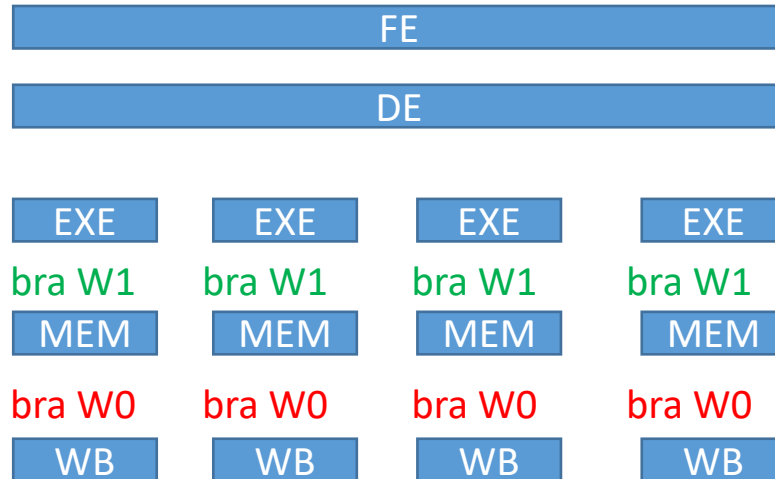 FE
DE
EXE EXE EXE EXE
bra W1 bra W1 bra W1 bra W1
MEM MEM MEM MEM
bra W0 bra W0 bra W0 bra W0
WB WB WB WB